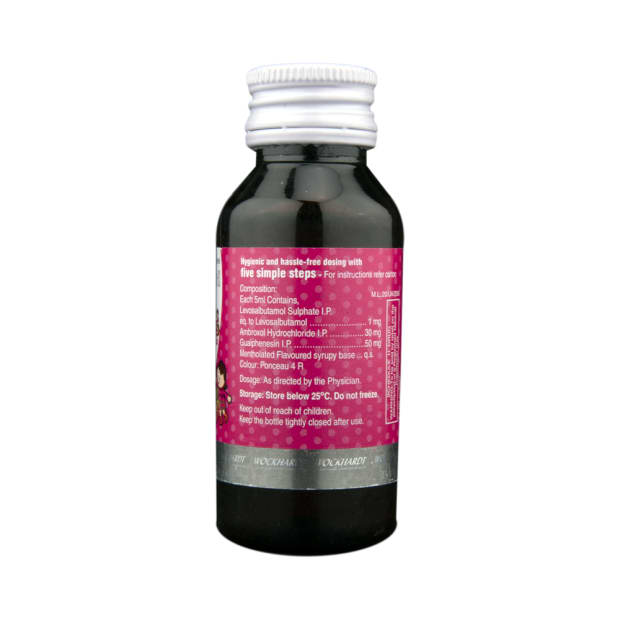 Hygienic and hassle-free dosing with
five simple steps - For instructions refer carton
Composition:
Each 5ml Contains,
Levosalbutamol Sulphate I.P.
eq. to Levosalbutamol ........................ 1 mg
Ambroxol Hydrochloride I.P. .............. 30 mg
Guaiphenesin I.P. .............................. 50 mg
Mentholated Flavoured syrupy base ... q.s.
Colour: Ponceau 4 R
Dosage: As directed by the Physician.
Storage: Store below 25°C. Do not freeze.
Keep out of reach of children.
Keep the bottle tightly closed after use.
M.L.
HARDT WOCKHARDT WOCKHARDT